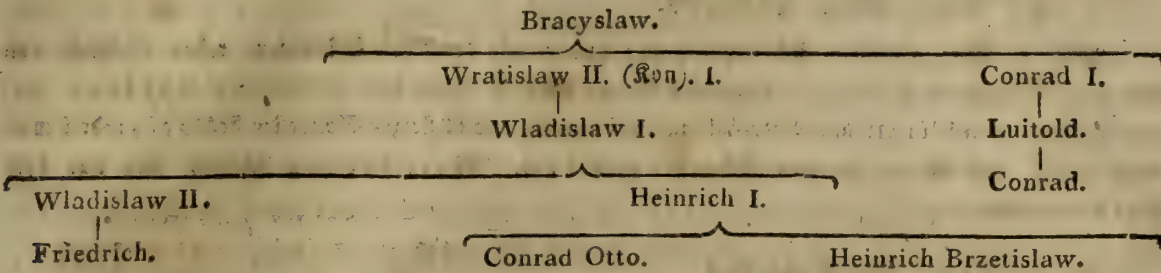 Bracyslaw.
Wratislaw II. (Kön. I. Conrad I.
Wladislaw I. Luitold.
Conrad.
Wladislaw II. Heinrich I.
Friedrich. Conrad Otto. Heinrich Brzetislaw.